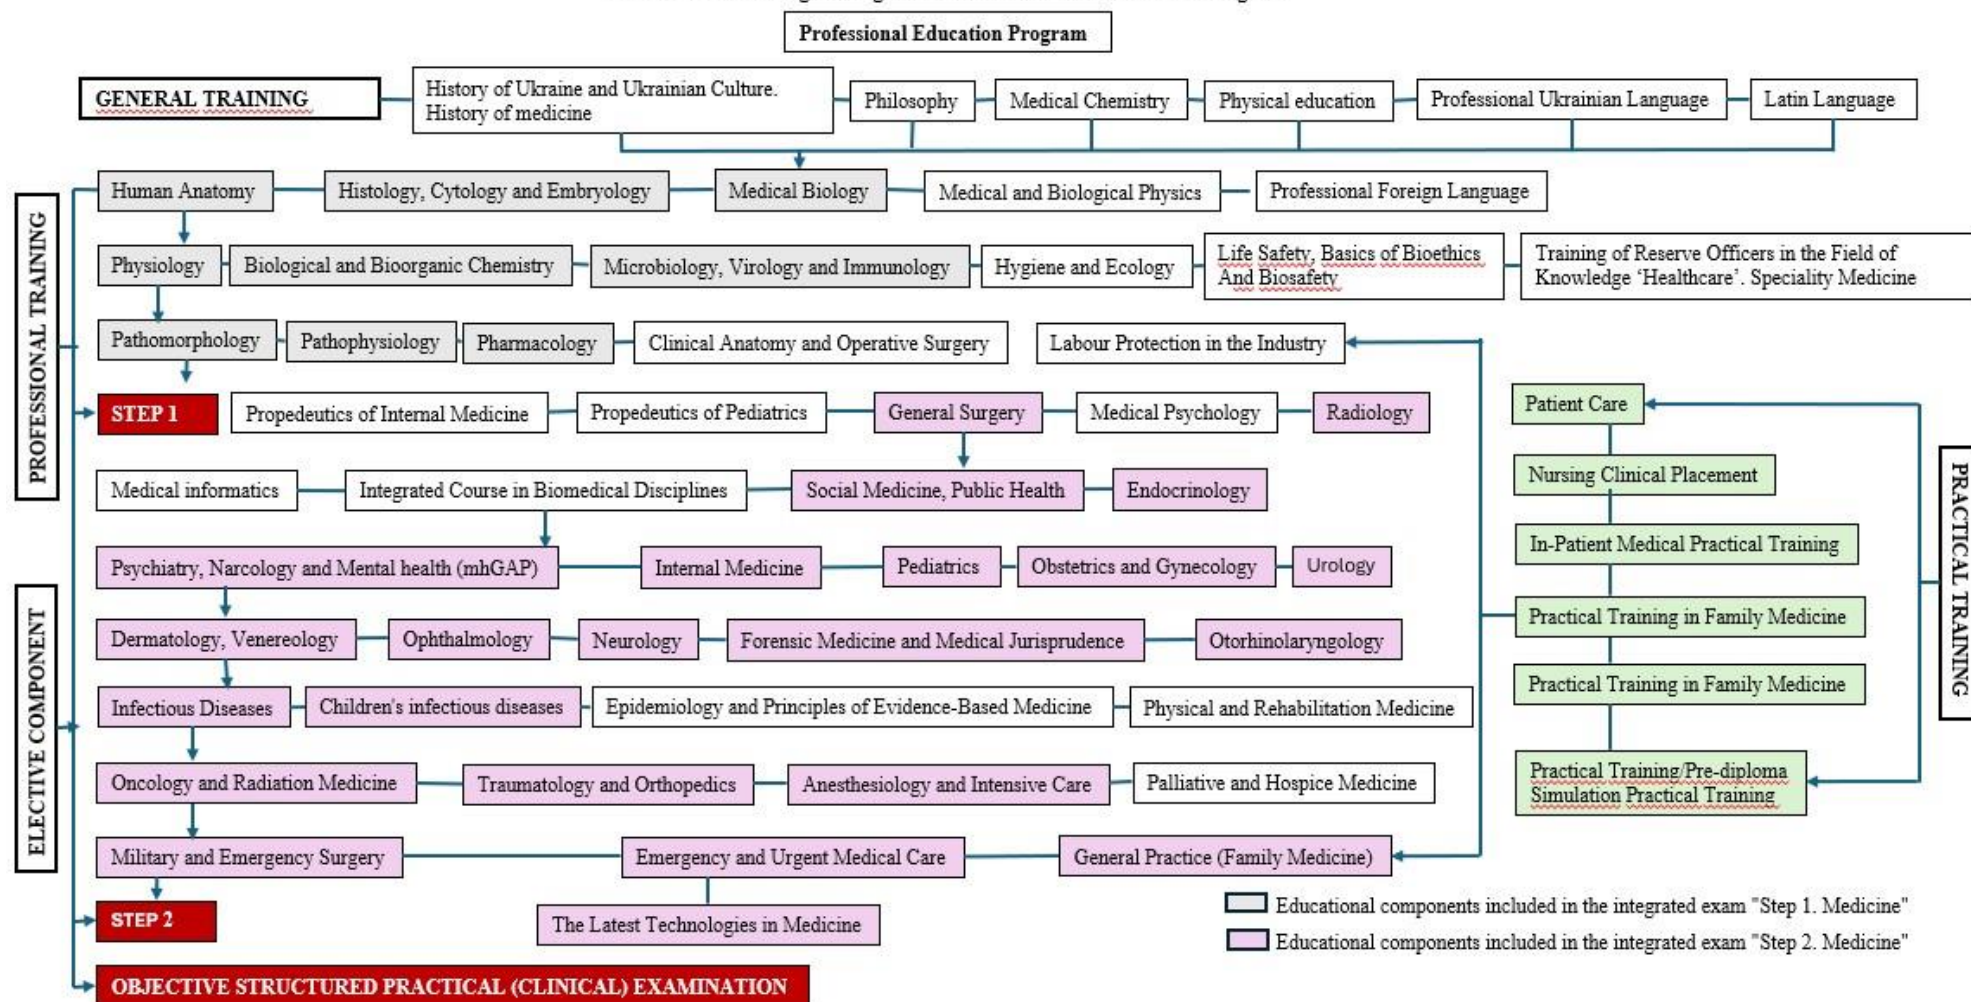 Professional Education Program
GENERAL TRAINING
History of Ukraine and Ukrainian Culture.
History of medicine
Philosophy
Medical Chemistry
Physical education
Professional Ukrainian Language
Latin Language
PROFESSIONAL TRAINING
Human Anatomy
Histology, Cytology and Embryology
Medical Biology
Medical and Biological Physics
Professional Foreign Language
Physiology
Biological and Bioorganic Chemistry
Microbiology, Virology and Immunology
Hygiene and Ecology
Life Safety, Basics of Bioethics
And Biosafety
Training of Reserve Officers in the Field of
Knowledge ‘Healthcare’. Speciality Medicine
Pathomorphology
Pathophysiology
Pharmacology
Clinical Anatomy and Operative Surgery
Labour Protection in the Industry
STEP 1
Propedeutics of Internal Medicine
Propedeutics of Pediatrics
General Surgery
Medical Psychology
Radiology
Medical informatics
Integrated Course in Biomedical Disciplines
Social Medicine, Public Health
Endocrinology
ELECTIVE COMPONENT
Psychiatry, Narcology and Mental health (mhGAP)
Internal Medicine
Pediatrics
Obstetrics and Gynecology
Urology
Dermatology, Venereology
Ophthalmology
Neurology
Forensic Medicine and Medical Jurisprudence
Otorhinolaryngology
Infectious Diseases
Children's infectious diseases
Epidemiology and Principles of Evidence-Based Medicine
Physical and Rehabilitation Medicine
Oncology and Radiation Medicine
Traumatology and Orthopedics
Anesthesiology and Intensive Care
Palliative and Hospice Medicine
Military and Emergency Surgery
Emergency and Urgent Medical Care
General Practice (Family Medicine)
STEP 2
The Latest Technologies in Medicine
OBJECTIVE STRUCTURED PRACTICAL (CLINICAL) EXAMINATION
PRACTICAL TRAINING
Patient Care
Nursing Clinical Placement
In-Patient Medical Practical Training
Practical Training in Family Medicine
Practical Training in Family Medicine
Practical Training/Pre-diploma
Simulation Practical Training
Educational components included in the integrated exam "Step 1. Medicine"
Educational components included in the integrated exam "Step 2. Medicine"